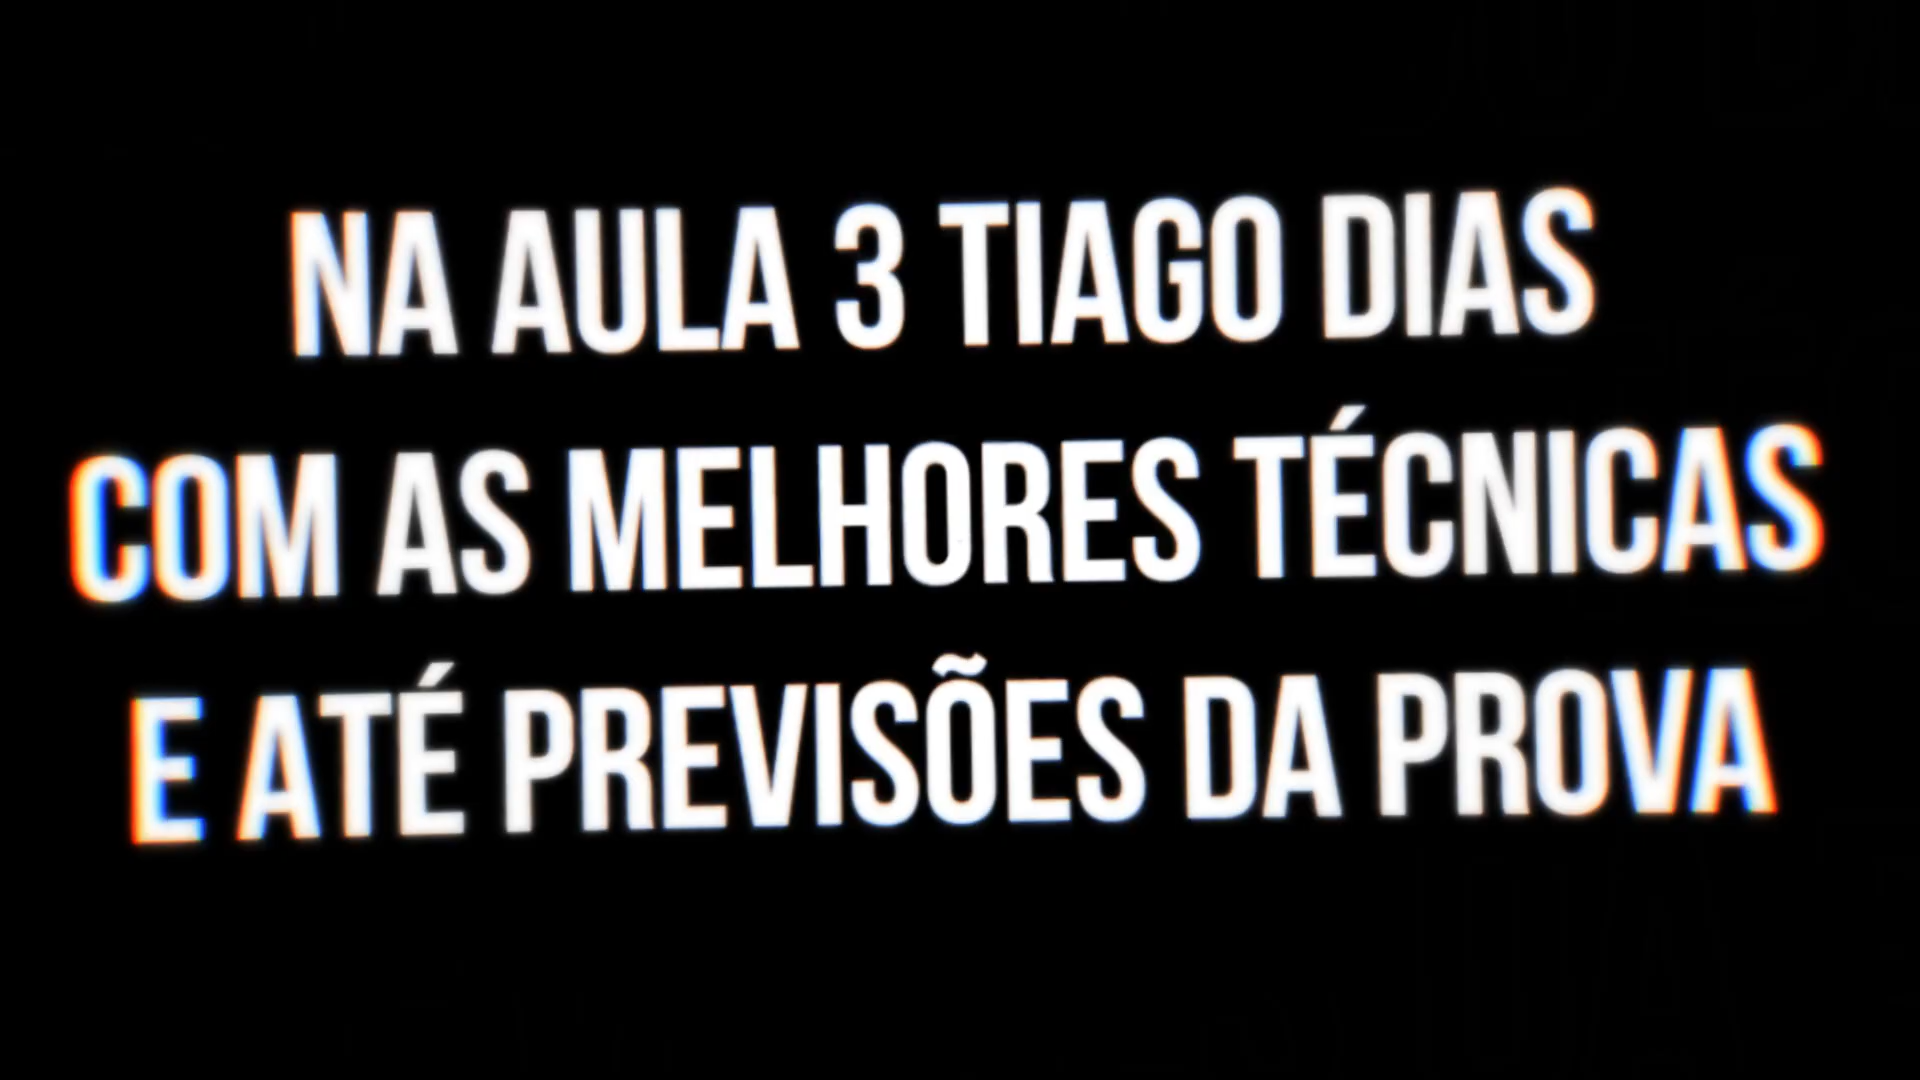 NA AULA 3 TIAGO DIAS
COM AS MELHORES TÉCNICAS
E ATÉ PREVISÕES DA PROVA